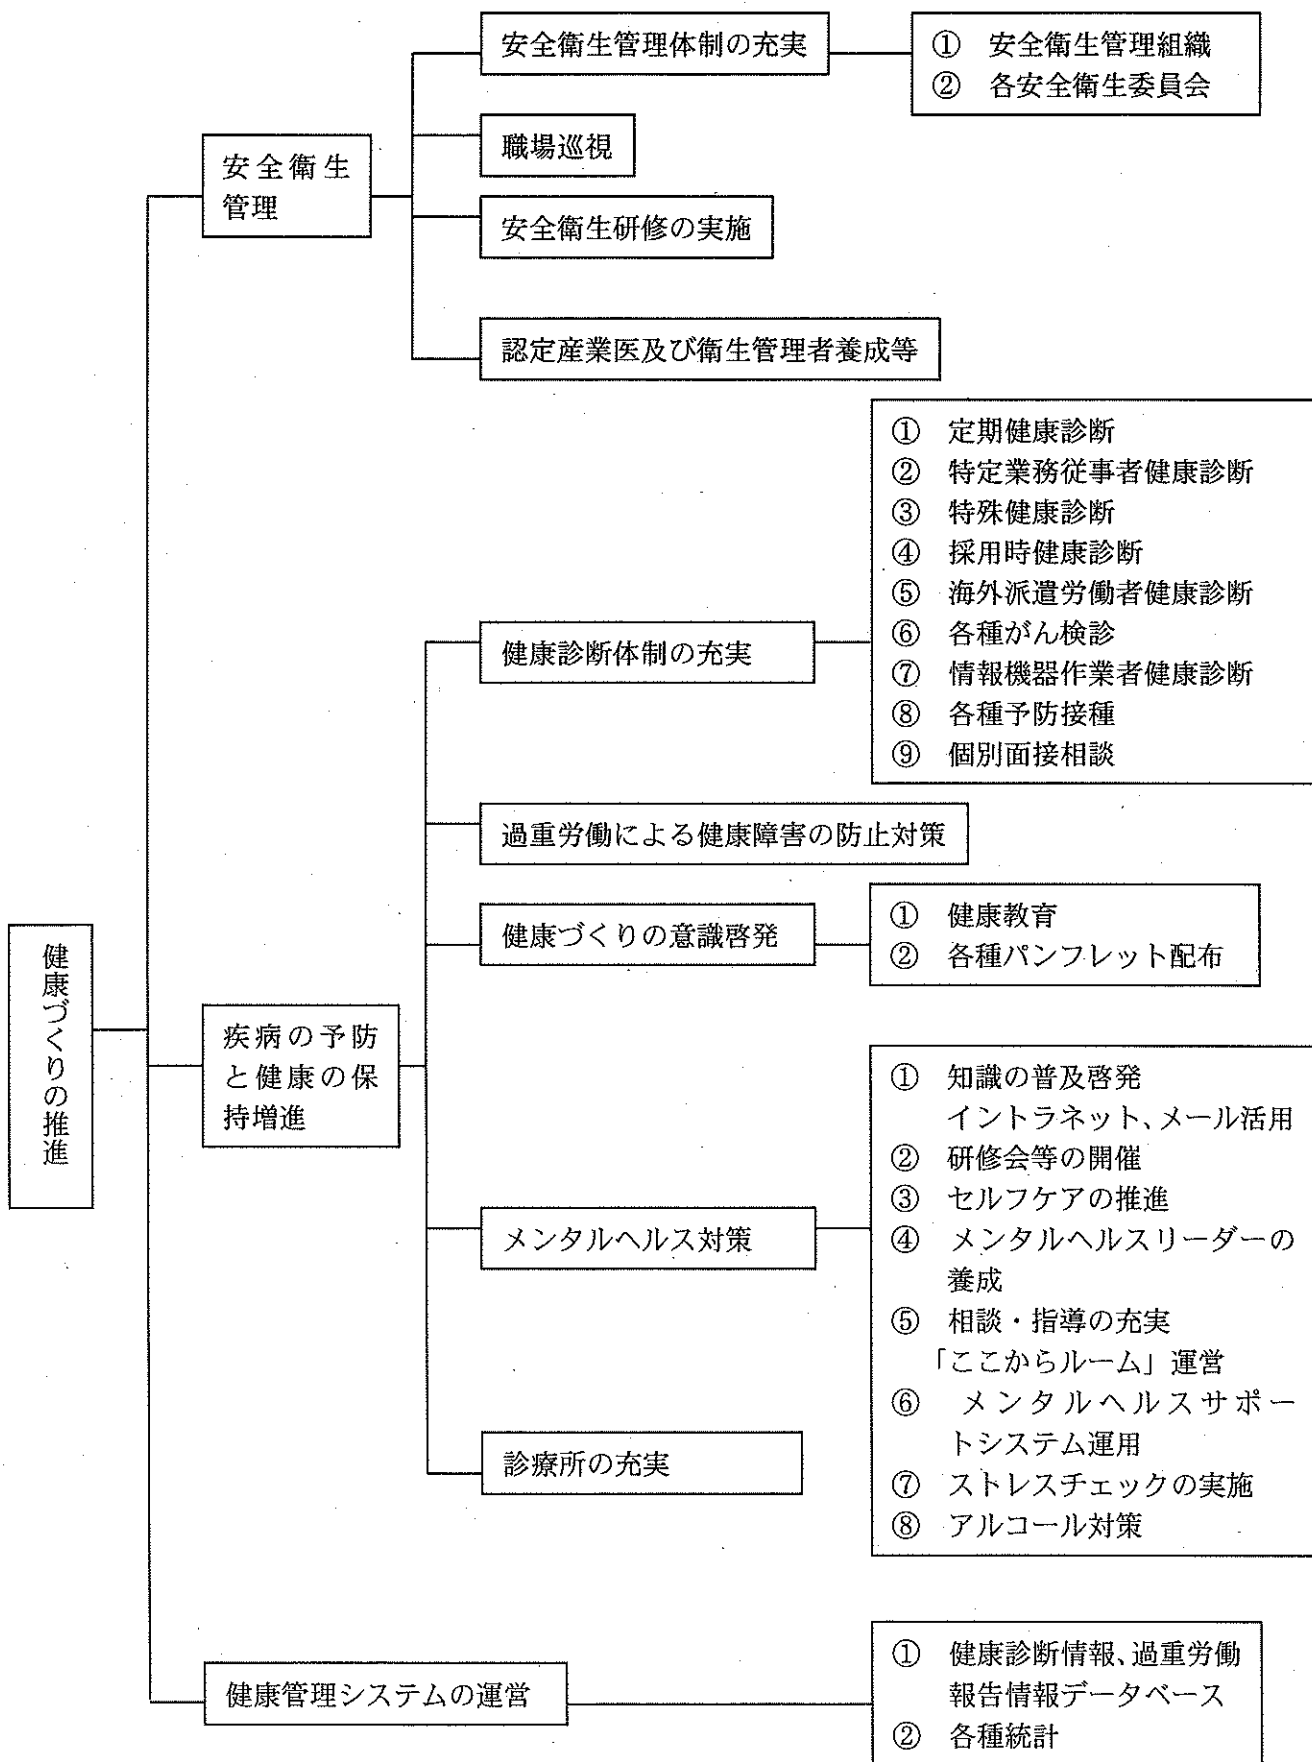 健康づくりの推進
安全衛生
管理
安全衛生管理体制の充実
① 安全衛生管理組織
② 各安全衛生委員会
職場巡視
安全衛生研修の実施
認定産業医及び衛生管理者養成等
疾病の予防
と健康の保
持増進
健康診断体制の充実
① 定期健康診断
② 特定業務従事者健康診断
③ 特殊健康診断
④ 採用時健康診断
⑤ 海外派遣労働者健康診断
⑥ 各種がん検診
⑦ 情報機器作業者健康診断
⑧ 各種予防接種
⑨ 個別面接相談
過重労働による健康障害の防止対策
健康づくりの意識啓発
① 健康教育
② 各種パンフレット配布
メンタルヘルス対策
① 知識の普及啓発
イントラネット、メール活用
② 研修会等の開催
③ セルフケアの推進
④ メンタルヘルスリーダーの
養成
⑤ 相談・指導の充実
「ここからルーム」運営
⑥ メンタルヘルスサポー
トシステム運用
⑦ ストレスチェックの実施
⑧ アルコール対策
診療所の充実
健康管理システムの運営
① 健康診断情報、過重労働
報告情報データベース
② 各種統計